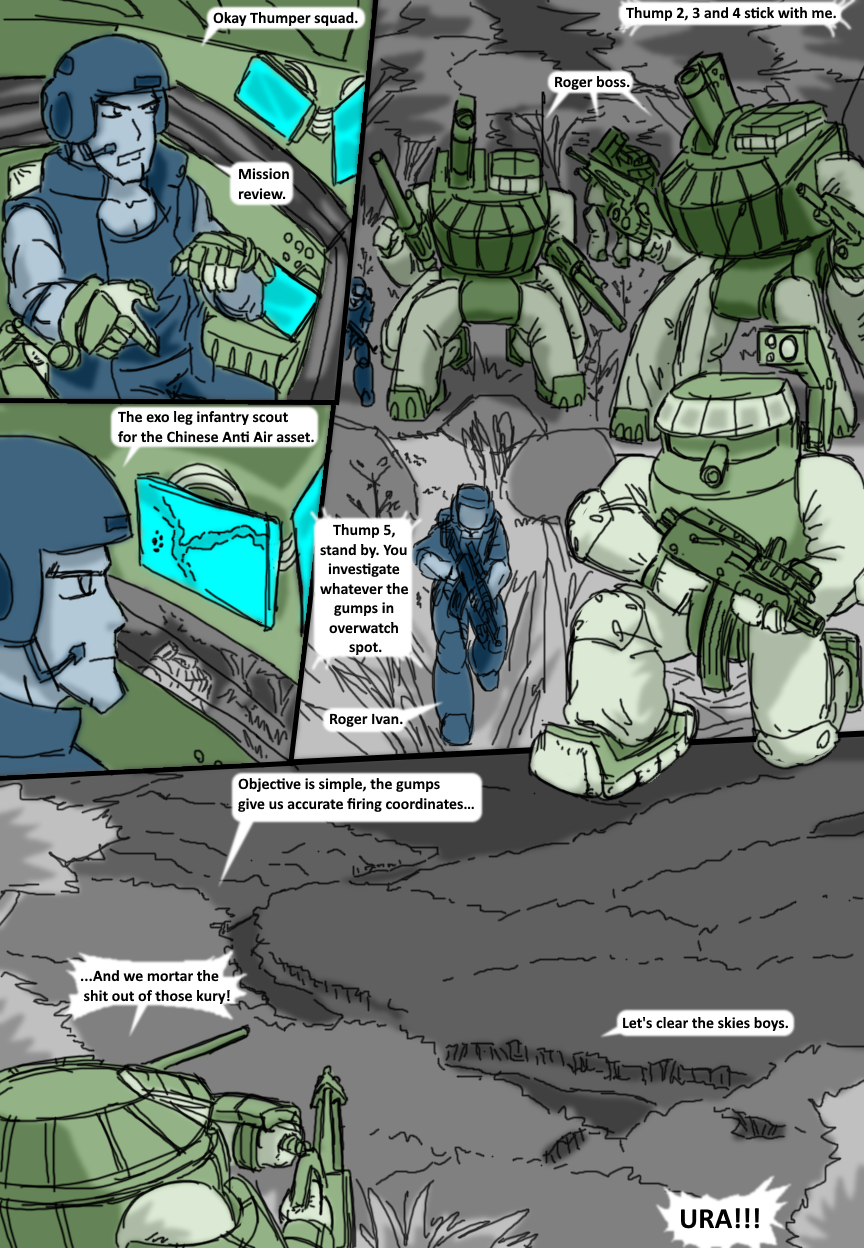 Okay Thumper squad.
Mission
review.
Thump 2, 3 and 4 stick with me.
Roger boss.
The exo leg infantry scout
for the Chinese Anti Air asset.
Thump 5,
stand by. You
investigate
whatever the
gumps in
overwatch
spot.
Roger Ivan.
Objective is simple, the gumps
give us accurate firing coordinates...
...And we mortar the
shit out of those kury!
Let's clear the skies boys.
URA!!!